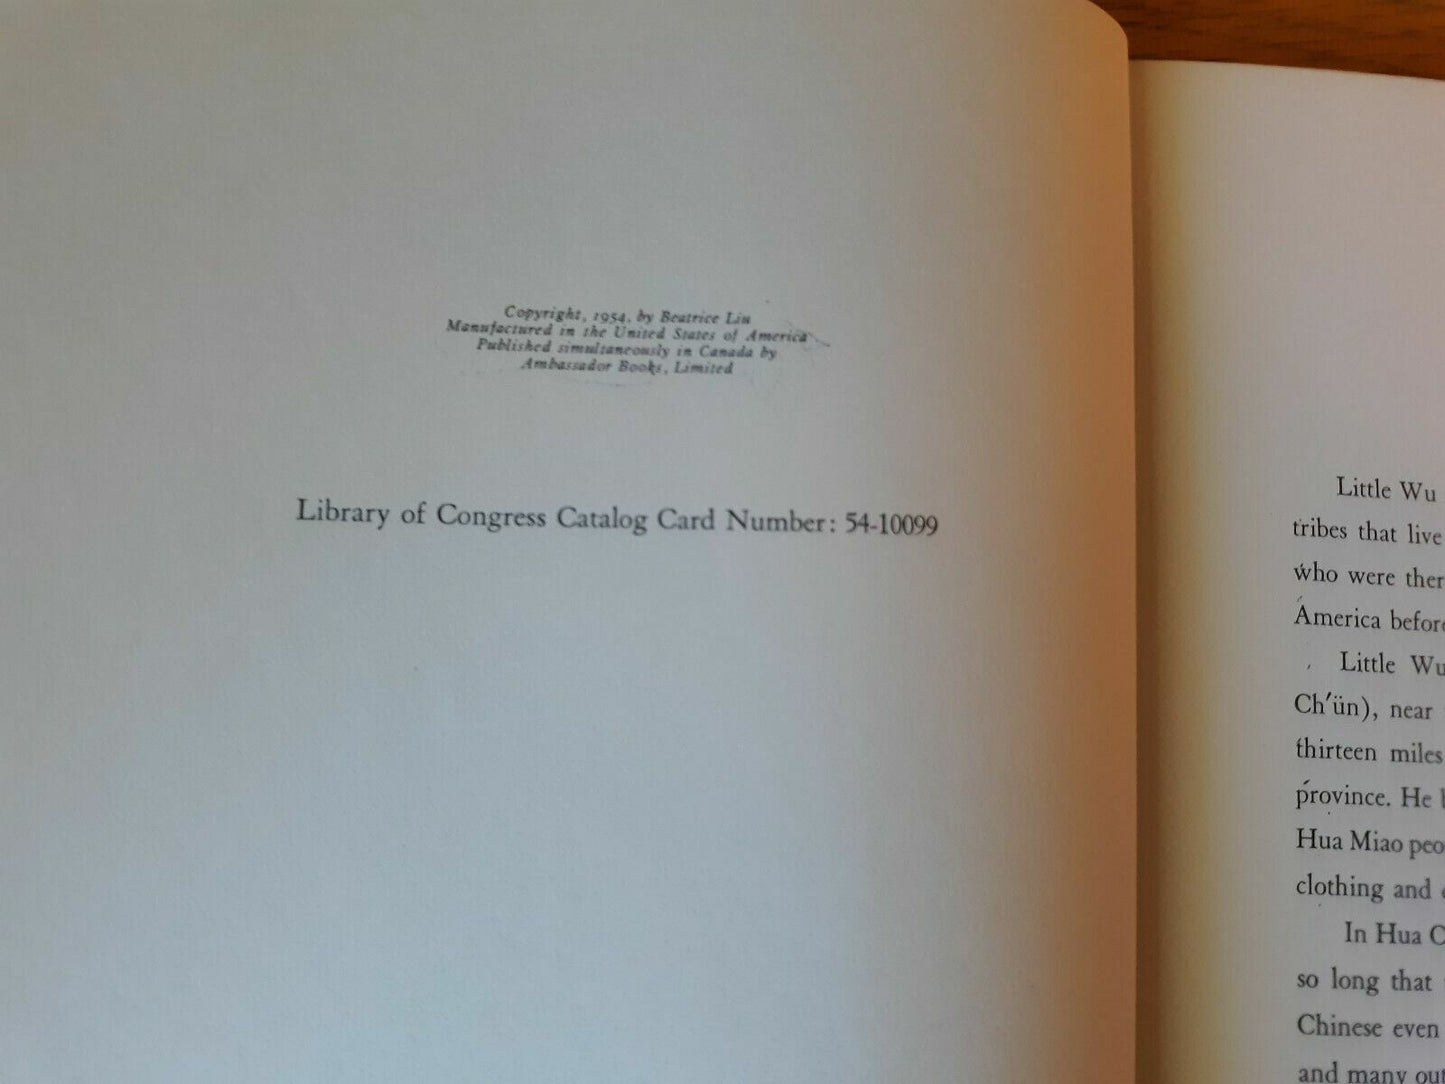 Copyright, 1954, by Beatrice Liu
Manufactured in the United States of America
Published simultaneously in Canada by
Ambassador Books, Limited
Library of Congress Catalog Card Number: 54-10099
Little Wu
tribes that live
who were ther
America before
Little Wu
Ch'ün), near
thirteen miles
province. He
Hua Miao peo
clothing and
In Hua C
so long that
Chinese even
and many out